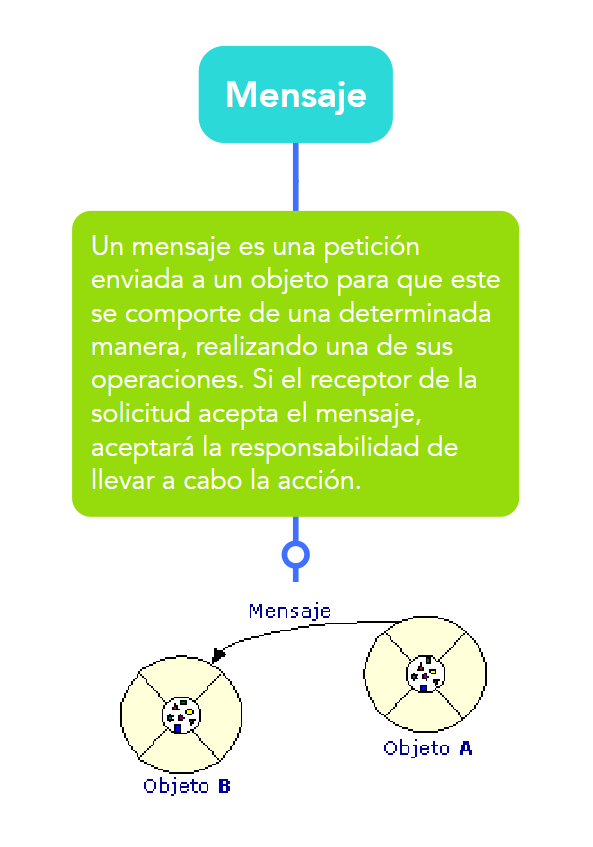 Mensaje
Un mensaje es una petición
enviada a un objeto para que este
se comporte de una determinada
manera, realizando una de sus
operaciones. Si el receptor de la
solicitud acepta el mensaje,
aceptará la responsabilidad de
llevar a cabo la acción.
Mensaje
Objeto A
Objeto B